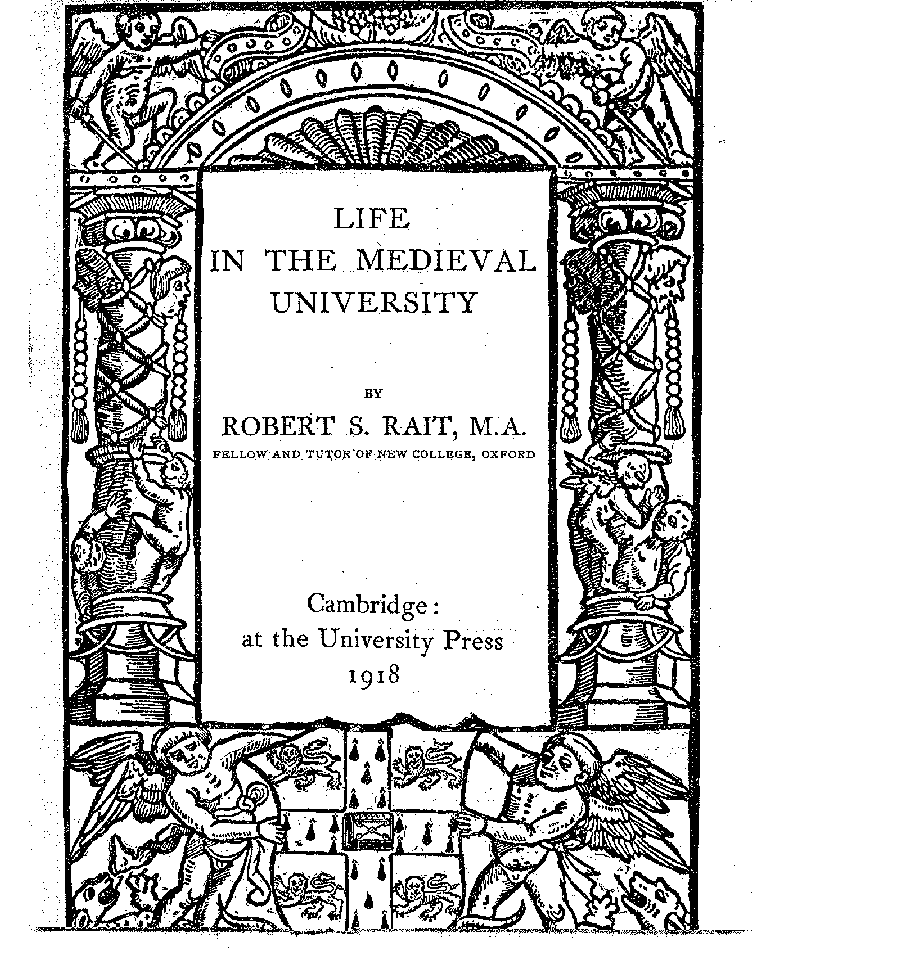 LIFE
IN THE MEDIEVAL
UNIVERSITY
BY
ROBERT S. RAIT, M.A.
FELLOW AND TUTOR OF NEW COLLEGE, OXFORD
Cambridge:
at the University Press
1918